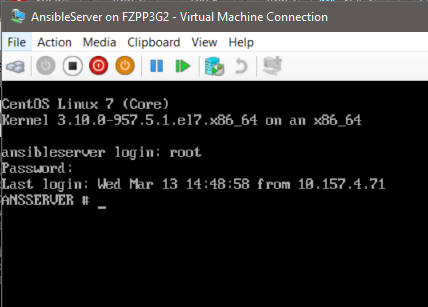 AnsibleServer on FZPP3G2 - Virtual Machine Connection
File Action Media Clipboard View Help
CentOS Linux 7 (Core)
Kernel 3.10.0-957.5.1.el7.x86_64 on an x86_64
ansibleserver login: root
Password:
Last login: Wed Mar 13 14:48:58 from 10.157.4.71
ANSSERVER # _